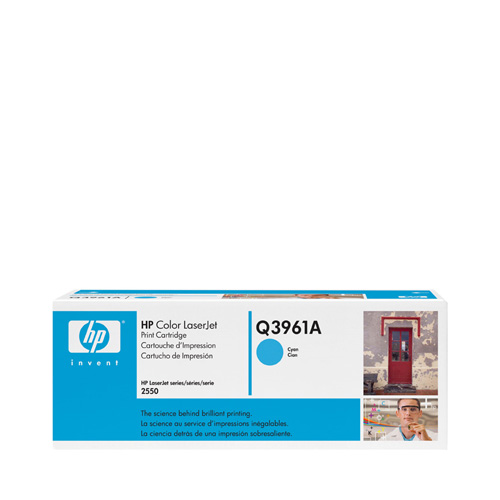 Q3961A
hp
invent
HP Color LaserJet
Print Cartridge
Cartouche d'Impression
Cartucho de Impresión
HP LaserJet series/séries/serie
2550
Q3961A
Cyan
Cian
The science behind brilliant printing.
La science au service d'impressions inégalables.
La ciencia detrás de una impresión sobresaliente.
K